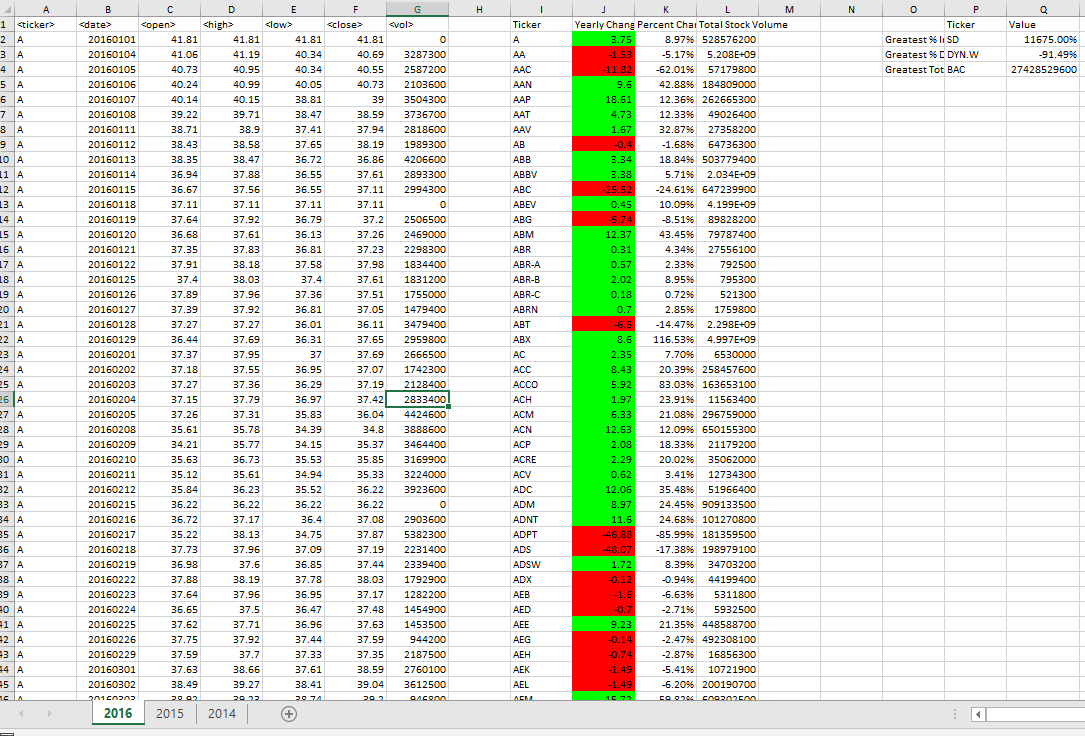 A B C D E F G H I J K L M N O P Q
1 <ticker> <date> <open> <high> <low> <close> <vol> Ticker Yearly Chang Percent Char Total Stock Volume Ticker Value
2 A 20160101 41.81 41.81 41.81 41.81 0 A 3.75 8.97% 528576200 Greatest % I SD 11675.00%
3 A 20160104 41.06 41.19 40.34 40.69 3287300 AA -1.53 -5.17% 5.208E+09 Greatest % D DYN.W -91.49%
4 A 20160105 40.73 40.95 40.34 40.55 2587200 AAC -11.82 -62.01% 57179800 Greatest Tot BAC 27428529600
5 A 20160106 40.24 40.99 40.05 40.73 2103600 AAN 9.6 42.88% 184809000
6 A 20160107 40.14 40.15 38.81 39 3504300 AAP 18.61 12.36% 262665300
7 A 20160108 39.22 39.71 38.47 38.59 3736700 AAT 4.73 12.33% 49026400
8 A 20160111 38.71 38.9 37.41 37.94 2818600 AAV 1.67 32.87% 27358200
9 A 20160112 38.43 38.58 37.65 38.19 1989300 AB -0.4 -1.68% 64736300
10 A 20160113 38.35 38.47 36.72 36.86 4206600 ABB 3.34 18.84% 503779400
11 A 20160114 36.94 37.88 36.55 37.61 2893300 ABBV 3.38 5.71% 2.034E+09
12 A 20160115 36.67 37.56 36.55 37.11 2994300 ABC -25.52 -24.61% 647239900
13 A 20160118 37.11 37.11 37.11 37.11 0 ABEV 0.45 10.09% 4.199E+09
14 A 20160119 37.64 37.92 36.79 37.2 2506500 ABG -5.74 -8.51% 89828200
15 A 20160120 36.68 37.61 36.13 37.26 2469000 ABM 12.37 43.45% 79787400
16 A 20160121 37.35 37.83 36.81 37.23 2298300 ABR 0.31 4.34% 27556100
17 A 20160122 37.91 38.18 37.58 37.98 1834400 ABR-A 0.57 2.33% 792500
18 A 20160125 37.4 38.03 37.4 37.61 1831200 ABR-B 2.02 8.95% 795300
19 A 20160126 37.89 37.96 37.36 37.51 1755000 ABR-C 0.18 0.72% 521300
20 A 20160127 37.39 37.92 36.81 37.05 1479400 ABRN 0.7 2.85% 1759800
21 A 20160128 37.27 37.27 36.01 36.11 3479400 ABT -6.5 -14.47% 2.298E+09
22 A 20160129 36.44 37.69 36.31 37.65 2959800 ABX 8.6 116.53% 4.997E+09
23 A 20160201 37.37 37.95 37 37.69 2666500 AC 2.35 7.70% 6530000
24 A 20160202 37.18 37.55 36.95 37.07 1742300 ACC 8.43 20.39% 258457600
25 A 20160203 37.27 37.36 36.29 37.19 2128400 ACCO 5.92 83.03% 163653100
26 A 20160204 37.15 37.79 36.97 37.42 2833400 ACH 1.97 23.91% 11563400
27 A 20160205 37.26 37.31 35.83 36.04 4424600 ACM 6.33 21.08% 296759000
28 A 20160208 35.61 35.78 34.39 34.8 3888600 ACN 12.63 12.09% 650155300
29 A 20160209 34.21 35.77 34.15 35.37 3464400 ACP 2.08 18.33% 21179200
30 A 20160210 35.63 36.73 35.53 35.85 3169900 ACRE 2.29 20.02% 35062000
31 A 20160211 35.12 35.61 34.94 35.33 3224000 ACV 0.62 3.41% 12734300
32 A 20160212 35.84 36.23 35.52 36.22 3923600 ADC 12.06 35.48% 51966400
33 A 20160215 36.22 36.22 36.22 36.22 0 ADM 8.97 24.45% 909133500
34 A 20160216 36.72 37.17 36.4 37.08 2903600 ADNT 11.6 24.68% 101270800
35 A 20160217 35.22 38.13 34.75 37.87 5382300 ADPT -46.88 -85.99% 181359500
36 A 20160218 37.73 37.96 37.09 37.19 2231400 ADS -48.07 -17.38% 198979100
37 A 20160219 36.98 37.6 36.85 37.44 2339400 ADSW 1.72 8.39% 34703200
38 A 20160222 37.88 38.19 37.78 38.03 1792900 ADX -0.12 -0.94% 44199400
39 A 20160223 37.64 37.96 36.95 37.17 1282200 AEB -1.6 -6.63% 5311800
40 A 20160224 36.65 37.5 36.47 37.48 1454900 AED -0.7 -2.71% 5932500
41 A 20160225 37.62 37.71 36.96 37.63 1453500 AEE 9.23 21.35% 448588700
42 A 20160226 37.75 37.92 37.44 37.59 944200 AEG -0.14 -2.47% 492308100
43 A 20160229 37.59 37.7 37.33 37.35 2187500 AEH -0.74 -2.87% 16856300
44 A 20160301 37.63 38.66 37.61 38.59 2760100 AEK -1.49 -5.41% 10721900
45 A 20160302 38.49 39.27 38.41 39.04 3612500 AEL -1.49 -6.20% 200190700
2016 2015 2014